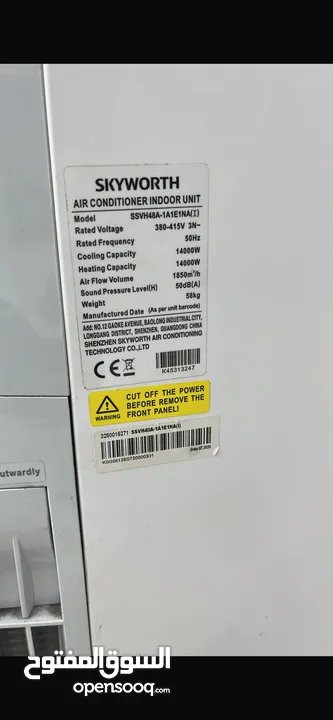 SKYWORTH
AIR CONDITIONER INDOOR UNIT
Model SSVH48A-1A1E1NA(I)
Rated Voltage 380-415V 3N~
Rated Frequency 50Hz
Cooling Capacity 14000W
Heating Capacity 14000W
Air Flow Volume 1850m³/h
Sound Pressure Level(H) 50dB(A)
Weight 58kg
Manufactured Date (As per unit barcode)
Add: NO.12 GAOKE AVENUE, BAOLONG INDUSTRIAL CITY,
LONGGANG DISTRICT, SHENZHEN, GUANGDONG CHINA
SHENZHEN SKYWORTH AIR CONDITIONING
TECHNOLOGY CO.,LTD
CE
K45313247
WARNING
CUT OFF THE POWER
BEFORE REMOVE THE
FRONT PANEL!
3290015271 SSVH48A-1A1E1NA(I)
utwardly
السوق المفتوح
opensooq.com